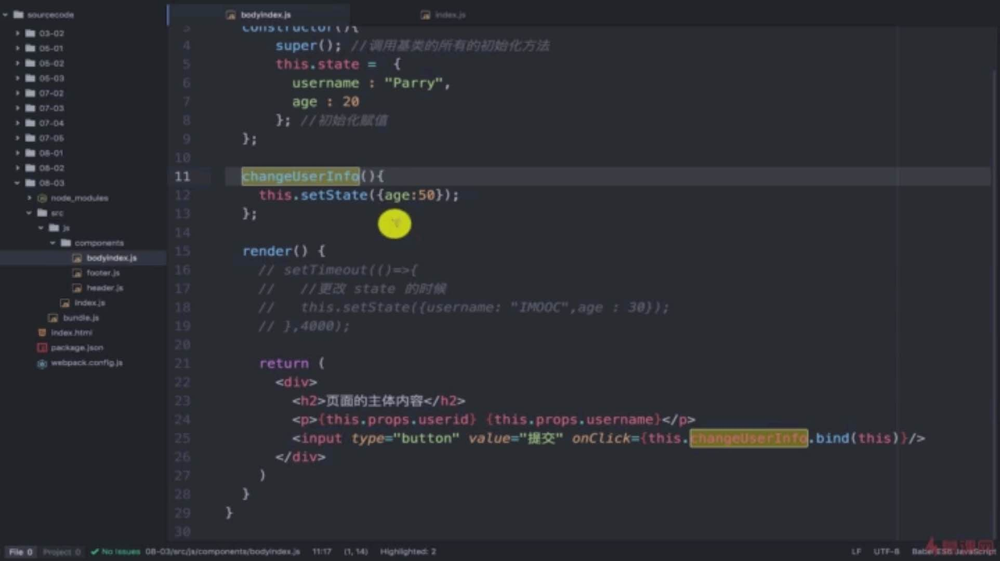 sourcecode
03-02
05-01
05-02
05-03
07-02
07-03
07-04
07-05
08-01
08-02
08-03
node_modules
src
js
components
bodyindex.js
footer.js
header.js
index.js
bundle.js
index.html
package.json
webpack.config.js
bodyindex.js
index.js
3 constructor(){
4 super(); //调用基类的所有的初始化方法
5 this.state = {
6 username : "Parry",
7 age : 20
8 }; //初始化赋值
9 };
10
11 changeUserInfo(){
12 this.setState({age:50});
13 };
14
15 render() {
16 // setTimeout(()=>{
17 // //更改 state 的时候
18 // this.setState({username: "IMOOC",age : 30});
19 // },4000);
20
21 return (
22 <div>
23 <h2>页面的主体内容</h2>
24 <p>{this.props.userid} {this.props.username}</p>
25 <input type="button" value="提交" onClick={this.changeUserInfo.bind(this)}/>
26 </div>
27 )
28 }
29 }
30
File 0 Project 0 No Issues 08-03/src/js/components/bodyindex.js 11:17 (1, 14) Highlighted: 2 LF UTF-8 Babel ES6 JavaScript